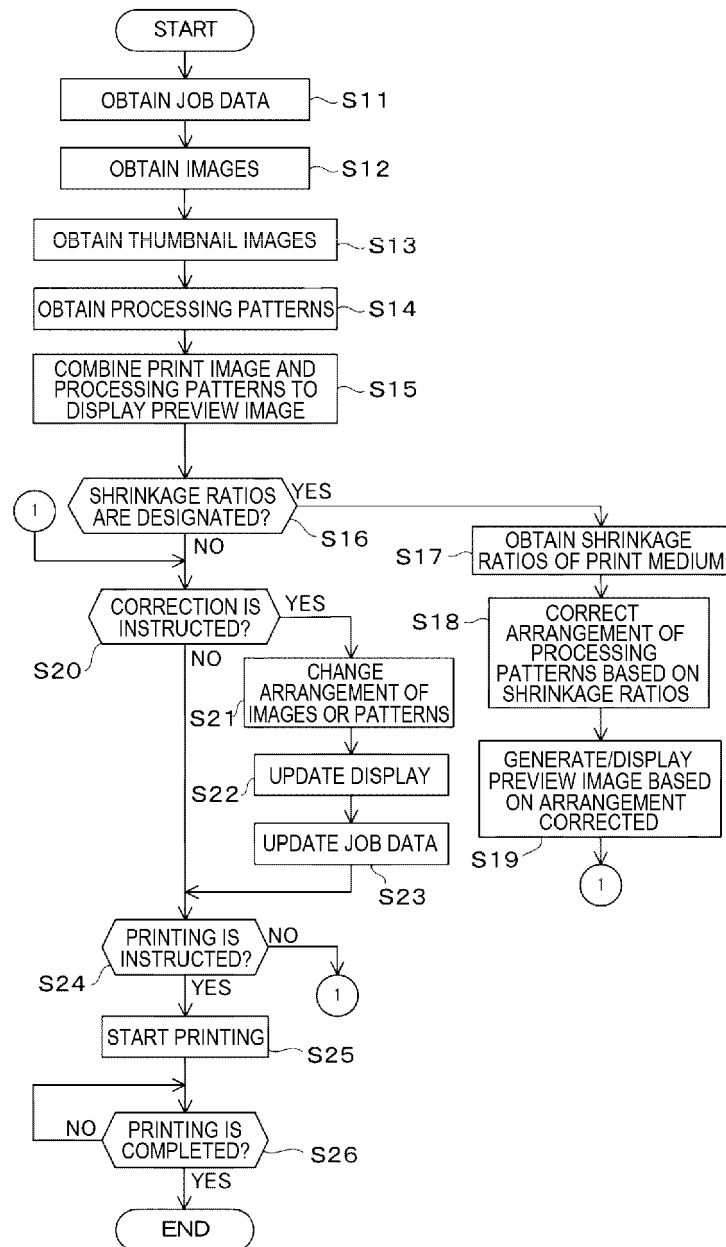 START
OBTAIN JOB DATA
S11
OBTAIN IMAGES
S12
OBTAIN THUMBNAIL IMAGES
S13
OBTAIN PROCESSING PATTERNS
S14
COMBINE PRINT IMAGE AND
PROCESSING PATTERNS TO
DISPLAY PREVIEW IMAGE
S15
SHRINKAGE RATIOS
ARE DESIGNATED?
YES
S16
NO
1
OBTAIN SHRINKAGE
RATIOS OF PRINT MEDIUM
S17
CORRECT
ARRANGEMENT OF
PROCESSING
PATTERNS BASED ON
SHRINKAGE RATIOS
S18
GENERATE/DISPLAY
PREVIEW IMAGE BASED
ON ARRANGEMENT
CORRECTED
S19
1
CORRECTION IS
INSTRUCTED?
YES
S20
NO
CHANGE
ARRANGEMENT OF
IMAGES OR PATTERNS
S21
UPDATE DISPLAY
S22
UPDATE JOB DATA
S23
PRINTING IS
INSTRUCTED?
NO
S24
YES
1
START PRINTING
S25
NO
PRINTING IS
COMPLETED?
S26
YES
END